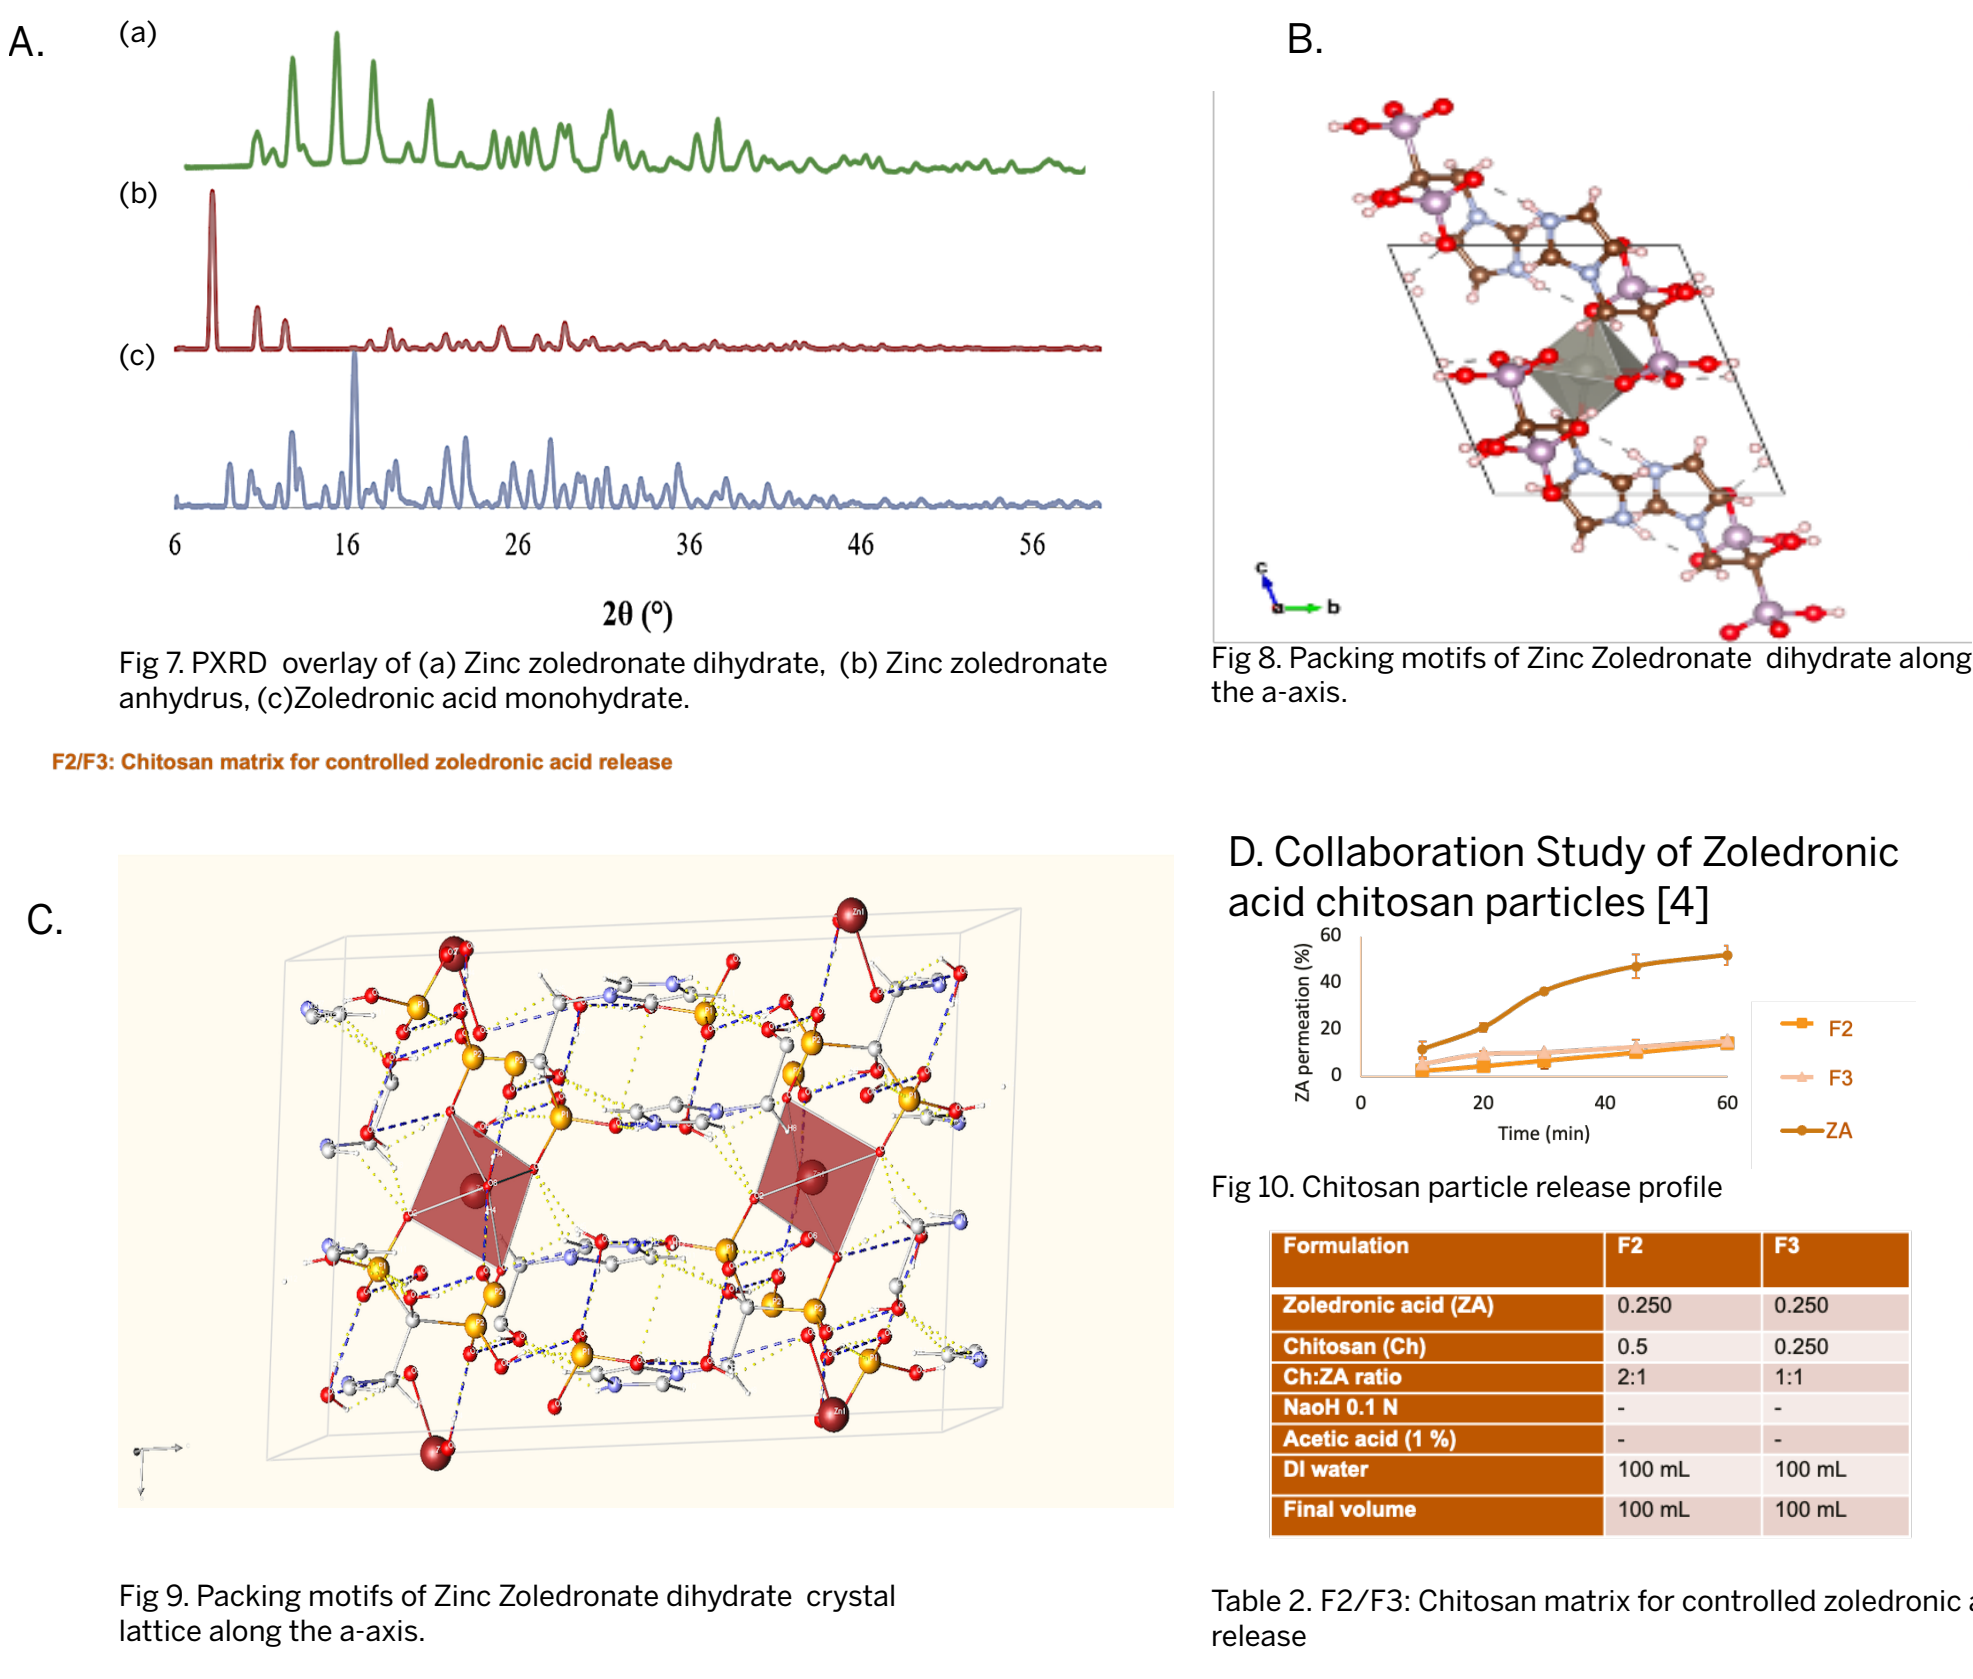 A.
(a)
(b)
(c)
6 16 26 36 46 56
2θ (°)
Fig 7. PXRD overlay of (a) Zinc zoledronate dihydrate, (b) Zinc zoledronate
anhydrus, (c)Zoledronic acid monohydrate.
B.
c
a
b
Fig 8. Packing motifs of Zinc Zoledronate dihydrate along
the a-axis.
F2/F3: Chitosan matrix for controlled zoledronic acid release
C.
Zn1
Zn1
Fig 9. Packing motifs of Zinc Zoledronate dihydrate crystal
lattice along the a-axis.
D. Collaboration Study of Zoledronic
acid chitosan particles [4]
ZA permeation (%)
60
40
20
0
0 20 40 60
Time (min)
F2
F3
ZA
Fig 10. Chitosan particle release profile
Formulation F2 F3
Zoledronic acid (ZA) 0.250 0.250
Chitosan (Ch) 0.5 0.250
Ch:ZA ratio 2:1 1:1
NaoH 0.1 N - -
Acetic acid (1 %) - -
DI water 100 mL 100 mL
Final volume 100 mL 100 mL
Table 2. F2/F3: Chitosan matrix for controlled zoledronic a
release